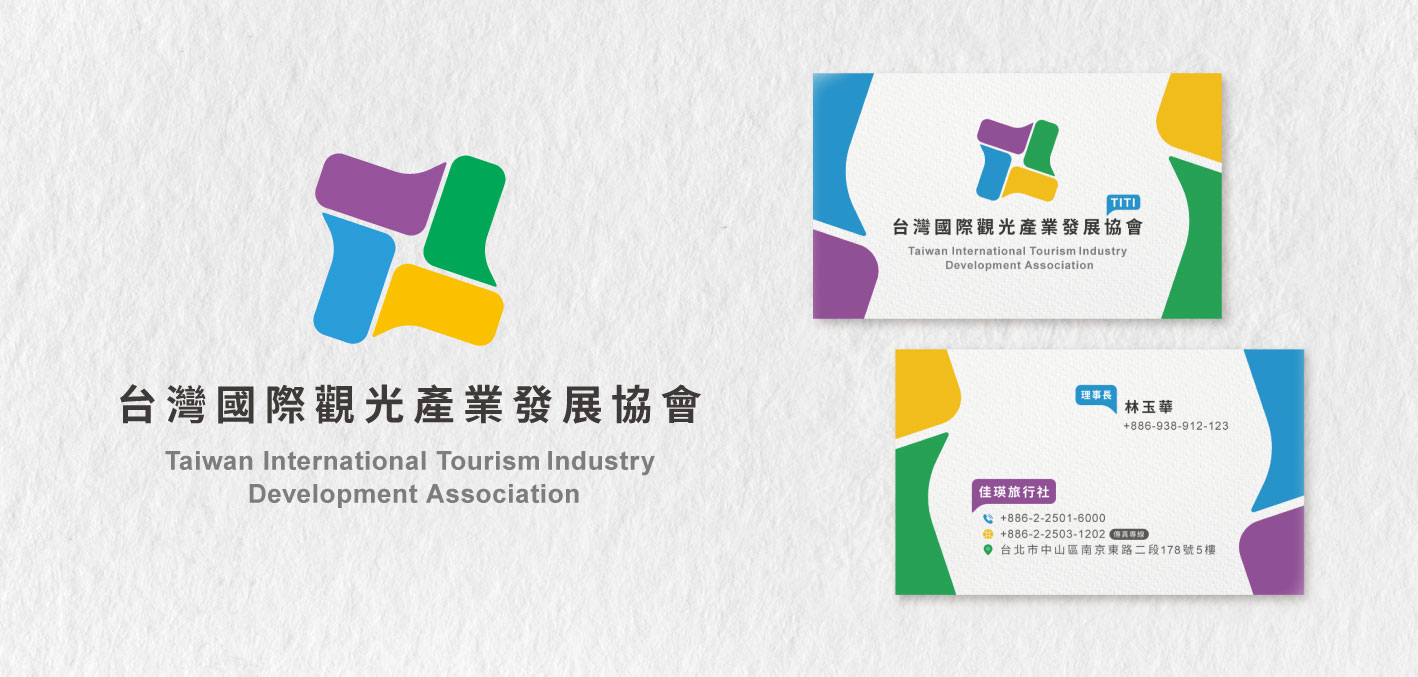 台灣國際觀光產業發展協會
Taiwan International Tourism Industry
Development Association
TITI
台灣國際觀光產業發展協會
Taiwan International Tourism Industry
Development Association
理事長
林玉華
+886-938-912-123
佳瑛旅行社
+886-2-2501-6000
+886-2-2503-1202 傳真專線
台北市中山區南京東路二段178號5樓